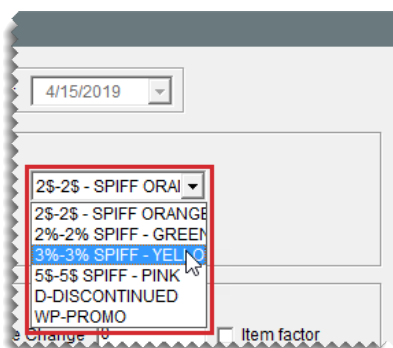 4/15/2019
2$-2$ - SPIFF ORAI
2$-2$ - SPIFF ORANGE
2%-2% SPIFF - GREEN
3%-3% SPIFF - YELLO
5$-5$ SPIFF - PINK
D-DISCONTINUED
WP-PROMO
e Change 0 Item factor